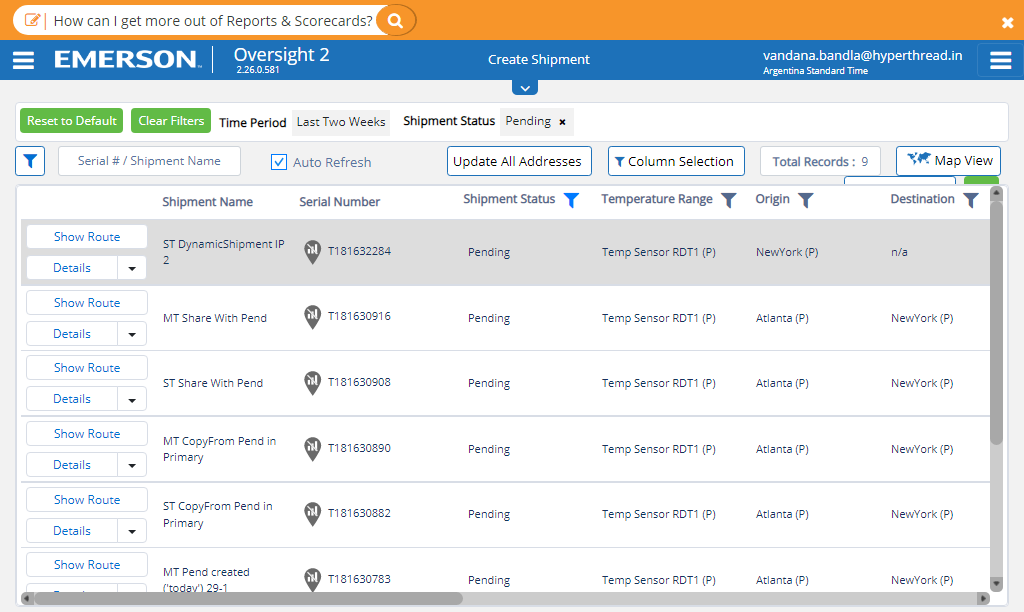 How can I get more out of Reports & Scorecards?
EMERSON™ Oversight 2
2.26.0.581
Create Shipment
vandana.bandla@hyperthread.in
Argentina Standard Time
Reset to Default Clear Filters Time Period Last Two Weeks Shipment Status Pending ×
Serial # / Shipment Name Auto Refresh Update All Addresses Column Selection Total Records : 9 Map View
Shipment Name Serial Number Shipment Status Temperature Range Origin Destination
Show Route
Details
ST DynamicShipment IP
2
T181632284 Pending Temp Sensor RDT1 (P) NewYork (P) n/a
Show Route
Details
MT Share With Pend T181630916 Pending Temp Sensor RDT1 (P) Atlanta (P) NewYork (P)
Show Route
Details
ST Share With Pend T181630908 Pending Temp Sensor RDT1 (P) Atlanta (P) NewYork (P)
Show Route
Details
MT CopyFrom Pend in
Primary
T181630890 Pending Temp Sensor RDT1 (P) Atlanta (P) NewYork (P)
Show Route
Details
ST CopyFrom Pend in
Primary
T181630882 Pending Temp Sensor RDT1 (P) Atlanta (P) NewYork (P)
Show Route
MT Pend created
('today') 29-1
T181630783 Pending Temp Sensor RDT1 (P) Atlanta (P) NewYork (P)